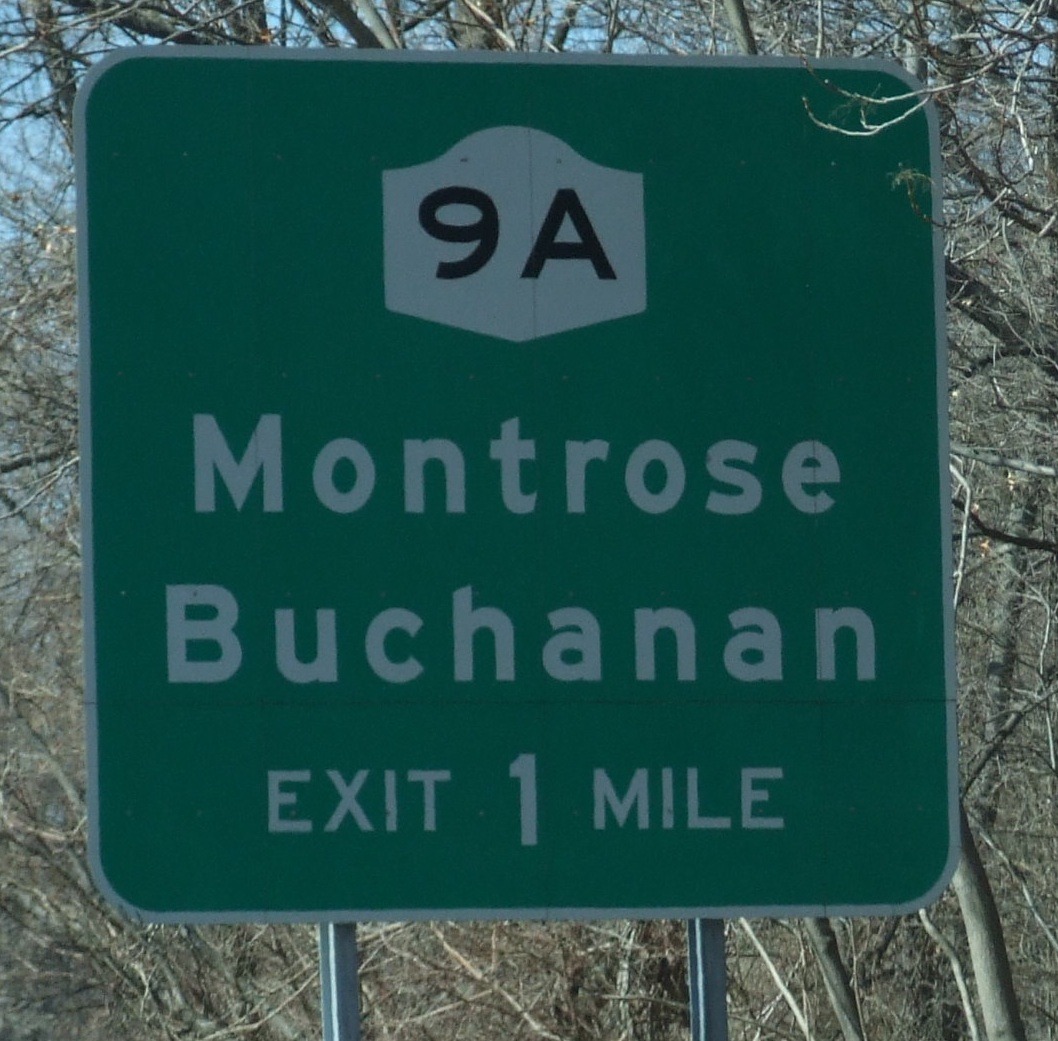 9A
Montrose
Buchanan
EXIT 1 MILE